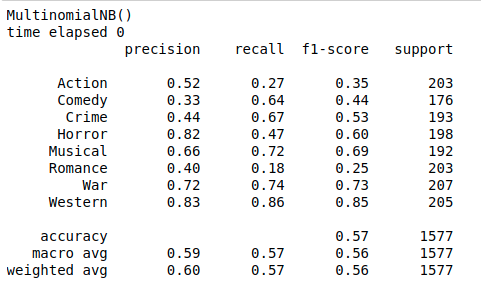 MultinomialNB()
time elapsed 0
precision recall f1-score support
Action 0.52 0.27 0.35 203
Comedy 0.33 0.64 0.44 176
Crime 0.44 0.67 0.53 193
Horror 0.82 0.47 0.60 198
Musical 0.66 0.72 0.69 192
Romance 0.40 0.18 0.25 203
War 0.72 0.74 0.73 207
Western 0.83 0.86 0.85 205
accuracy 0.57 1577
macro avg 0.59 0.57 0.56 1577
weighted avg 0.60 0.57 0.56 1577